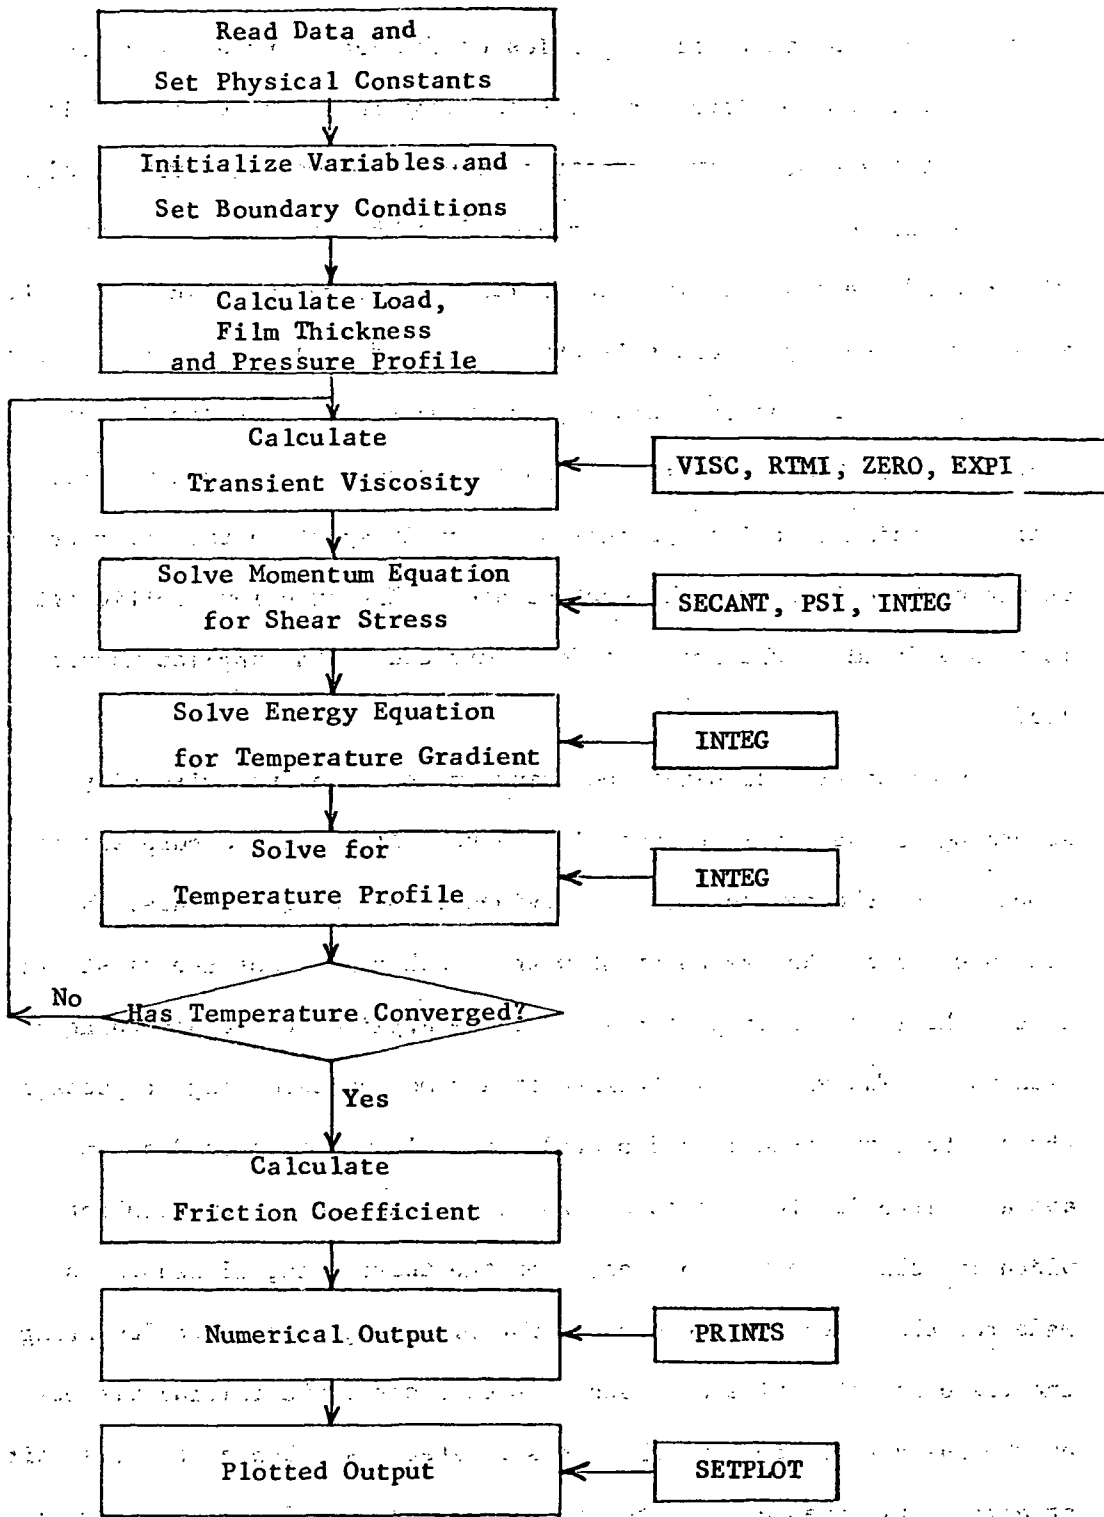 Read Data and
Set Physical Constants
Initialize Variables and
Set Boundary Conditions
Calculate Load,
Film Thickness
and Pressure Profile
Calculate
Transient Viscosity
VISC, RTMI, ZERO, EXPI
Solve Momentum Equation
for Shear Stress
SECANT, PSI, INTEG
Solve Energy Equation
for Temperature Gradient
INTEG
Solve for
Temperature Profile
INTEG
No
Has Temperature Converged?
Yes
Calculate
Friction Coefficient
Numerical Output
PRINTS
Plotted Output
SETPLOT